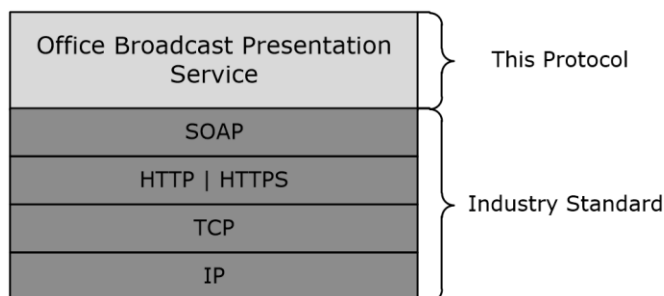 Office Broadcast Presentation
Service
This Protocol
SOAP
HTTP | HTTPS
TCP
IP
Industry Standard